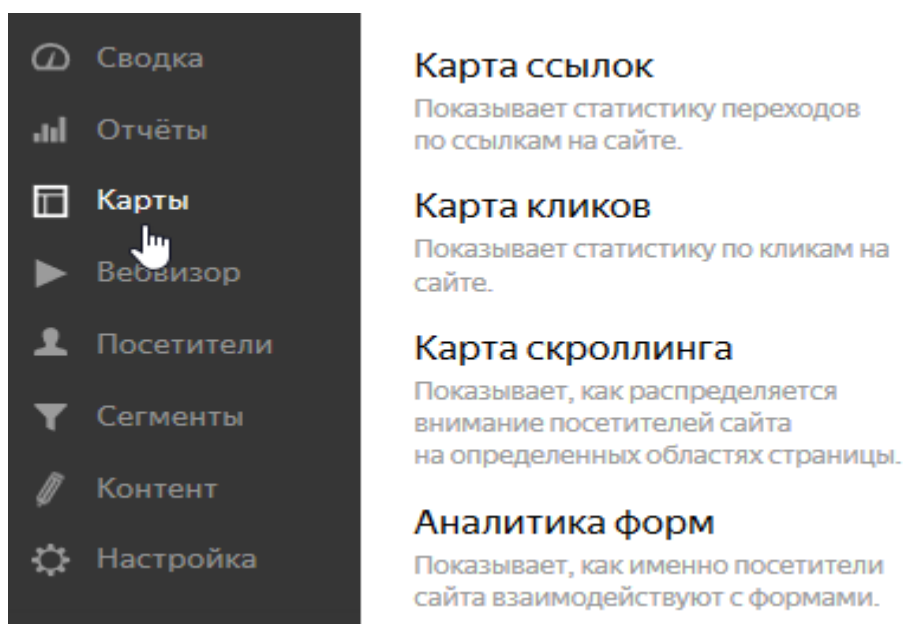 Сводка
Отчёты
Карты
Вебвизор
Посетители
Сегменты
Контент
Настройка
Карта ссылок
Показывает статистику переходов
по ссылкам на сайте.
Карта кликов
Показывает статистику по кликам на
сайте.
Карта скроллинга
Показывает, как распределяется
внимание посетителей сайта
на определенных областях страницы.
Аналитика форм
Показывает, как именно посетители
сайта взаимодействуют с формами.